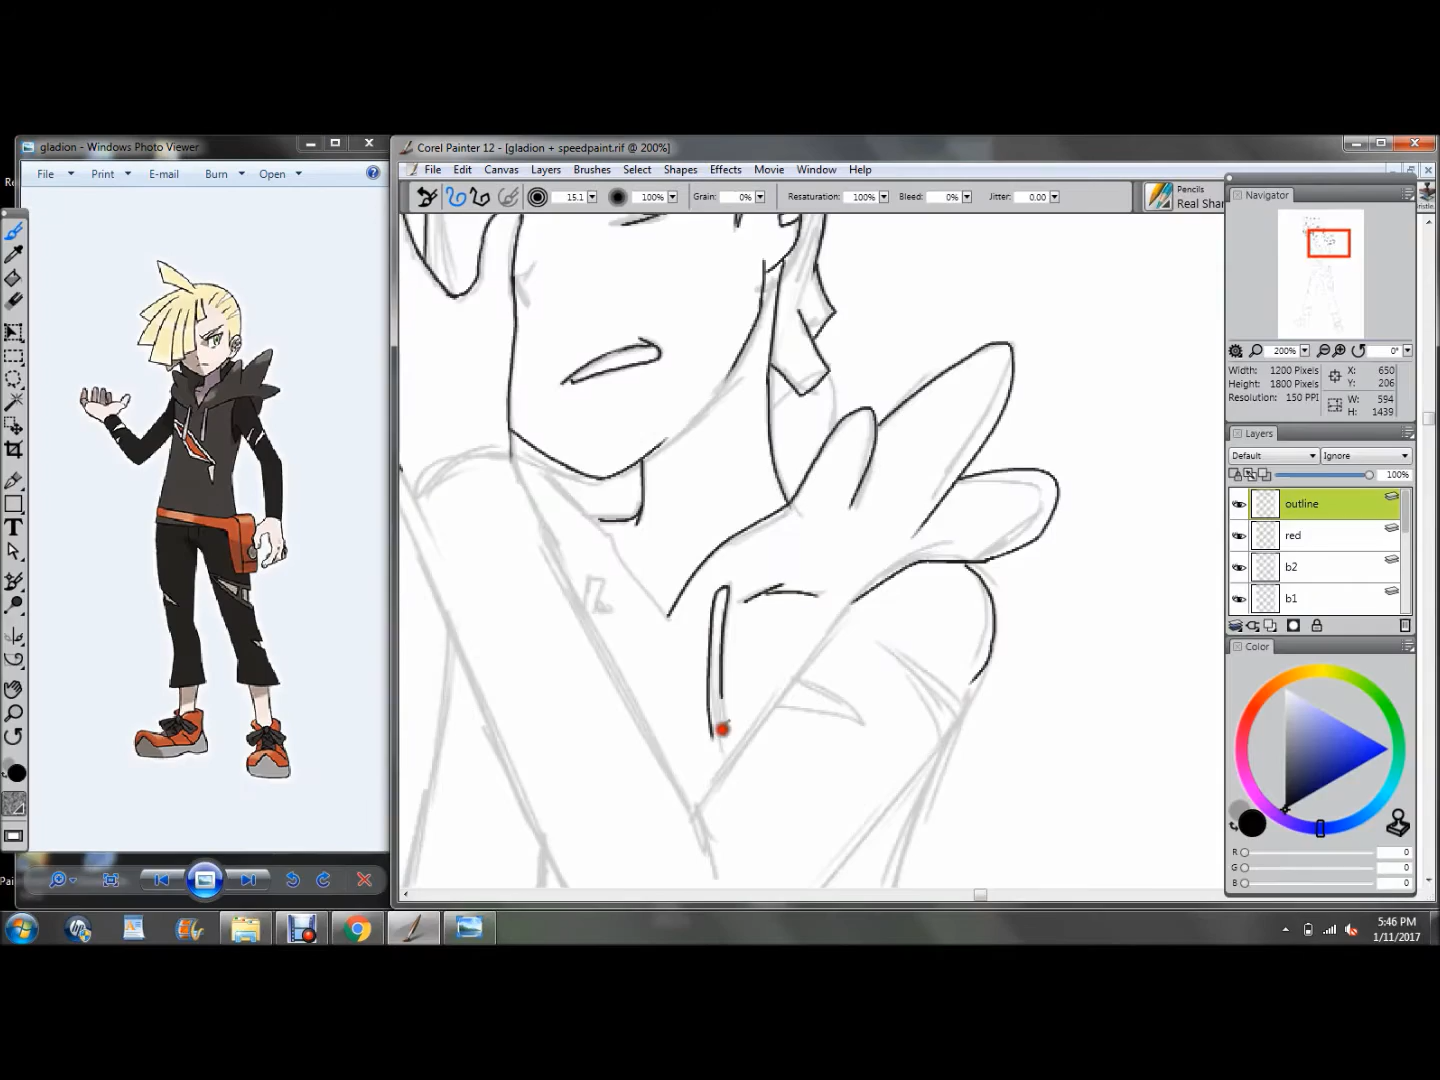 gladion - Windows Photo Viewer
File Print E-mail Burn Open
Corel Painter 12 - [gladion + speedpaint.rif @ 200%]
File Edit Canvas Layers Brushes Select Shapes Effects Movie Window Help
15.1 100% Grain: 0% Resaturation: 100% Bleed: 0% Jitter: 0.00
Pencils
Real Shar
Navigator
200% 0°
Width: 1200 Pixels X: 650
Height: 1800 Pixels Y: 206
Resolution: 150 PPI W: 594
H: 1439
Layers
Default Ignore
100%
outline
red
b2
b1
Color
R 0
G 0
B 0
5:46 PM
1/11/2017